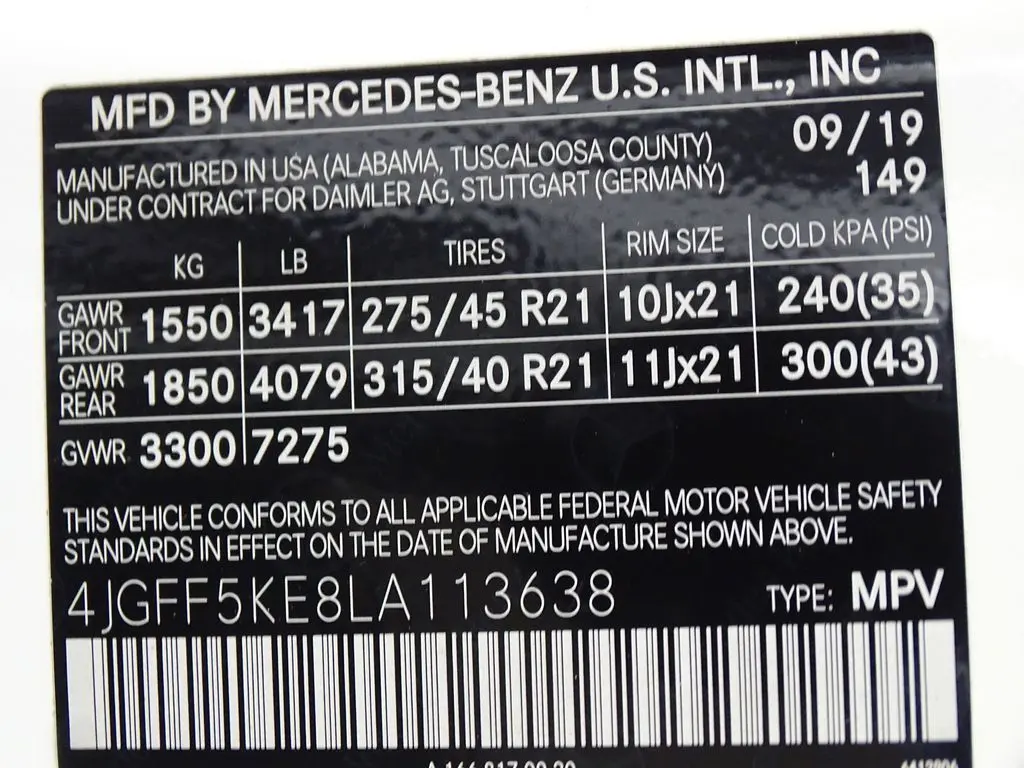 MFD BY MERCEDES-BENZ U.S. INTL., INC
09/19
MANUFACTURED IN USA (ALABAMA, TUSCALOOSA COUNTY)
UNDER CONTRACT FOR DAIMLER AG, STUTTGART (GERMANY)
149
KG LB TIRES RIM SIZE COLD KPA (PSI)
GAWR FRONT 1550 3417 275/45 R21 10Jx21 240(35)
GAWR REAR 1850 4079 315/40 R21 11Jx21 300(43)
GVWR 3300 7275
THIS VEHICLE CONFORMS TO ALL APPLICABLE FEDERAL MOTOR VEHICLE SAFETY
STANDARDS IN EFFECT ON THE DATE OF MANUFACTURE SHOWN ABOVE.
4JGFF5KE8LA113638 TYPE: MPV